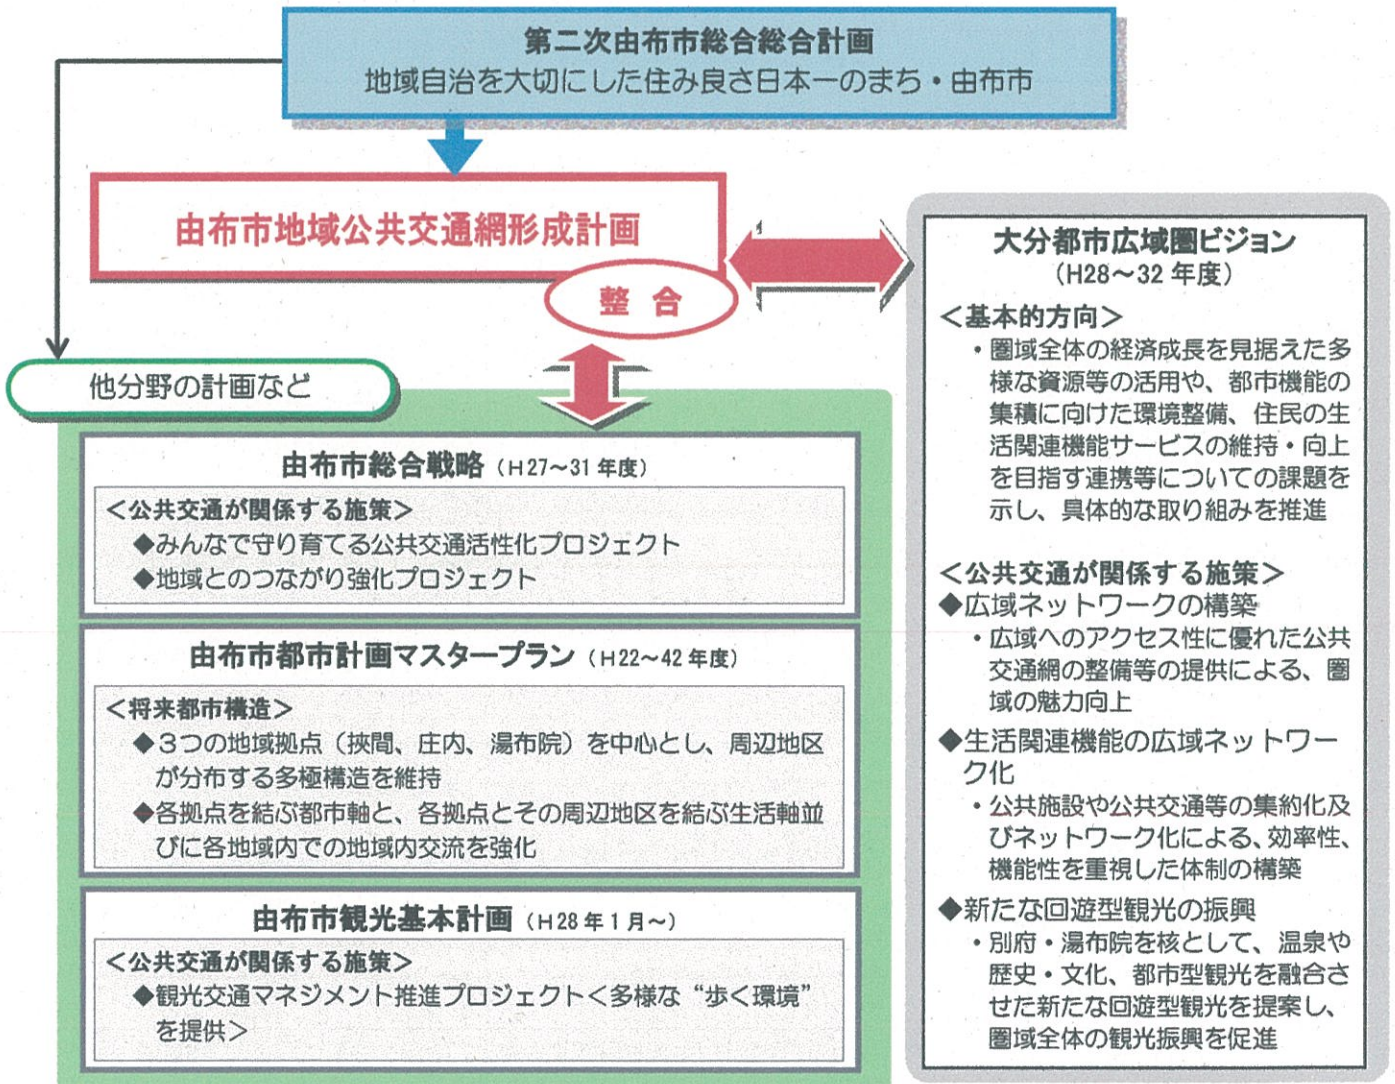 第二次由布市総合総合計画
地域自治を大切にした住み良さ日本一のまち・由布市
由布市地域公共交通網形成計画
整 合
他分野の計画など
由布市総合戦略(H27~31年度)
<公共交通が関係する施策>
◆みんなで守り育てる公共交通活性化プロジェクト
◆地域とのつながり強化プロジェクト
由布市都市計画マスタープラン(H22~42年度)
<将来都市構造>
◆3つの地域拠点(挾間、庄内、湯布院)を中心とし、周辺地区
が分布する多極構造を維持
◆各拠点を結ぶ都市軸と、各拠点とその周辺地区を結ぶ生活軸並
びに各地域内での地域内交流を強化
由布市観光基本計画(H28年1月~)
<公共交通が関係する施策>
◆観光交通マネジメント推進プロジェクト<多様な“歩く環境”
を提供>
大分都市広域圏ビジョン
(H28~32年度)
<基本的方向>
・圏域全体の経済成長を見据えた多
様な資源等の活用や、都市機能の
集積に向けた環境整備、住民の生
活関連機能サービスの維持・向上
を目指す連携等についての課題を
示し、具体的な取り組みを推進
<公共交通が関係する施策>
◆広域ネットワークの構築
・広域へのアクセス性に優れた公共
交通網の整備等の提供による、圏
域の魅力向上
◆生活関連機能の広域ネットワー
ク化
・公共施設や公共交通等の集約化及
びネットワーク化による、効率性、
機能性を重視した体制の構築
◆新たな回遊型観光の振興
・別府・湯布院を核として、温泉や
歴史・文化、都市型観光を融合さ
せた新たな回遊型観光を提案し、
圏域全体の観光振興を促進